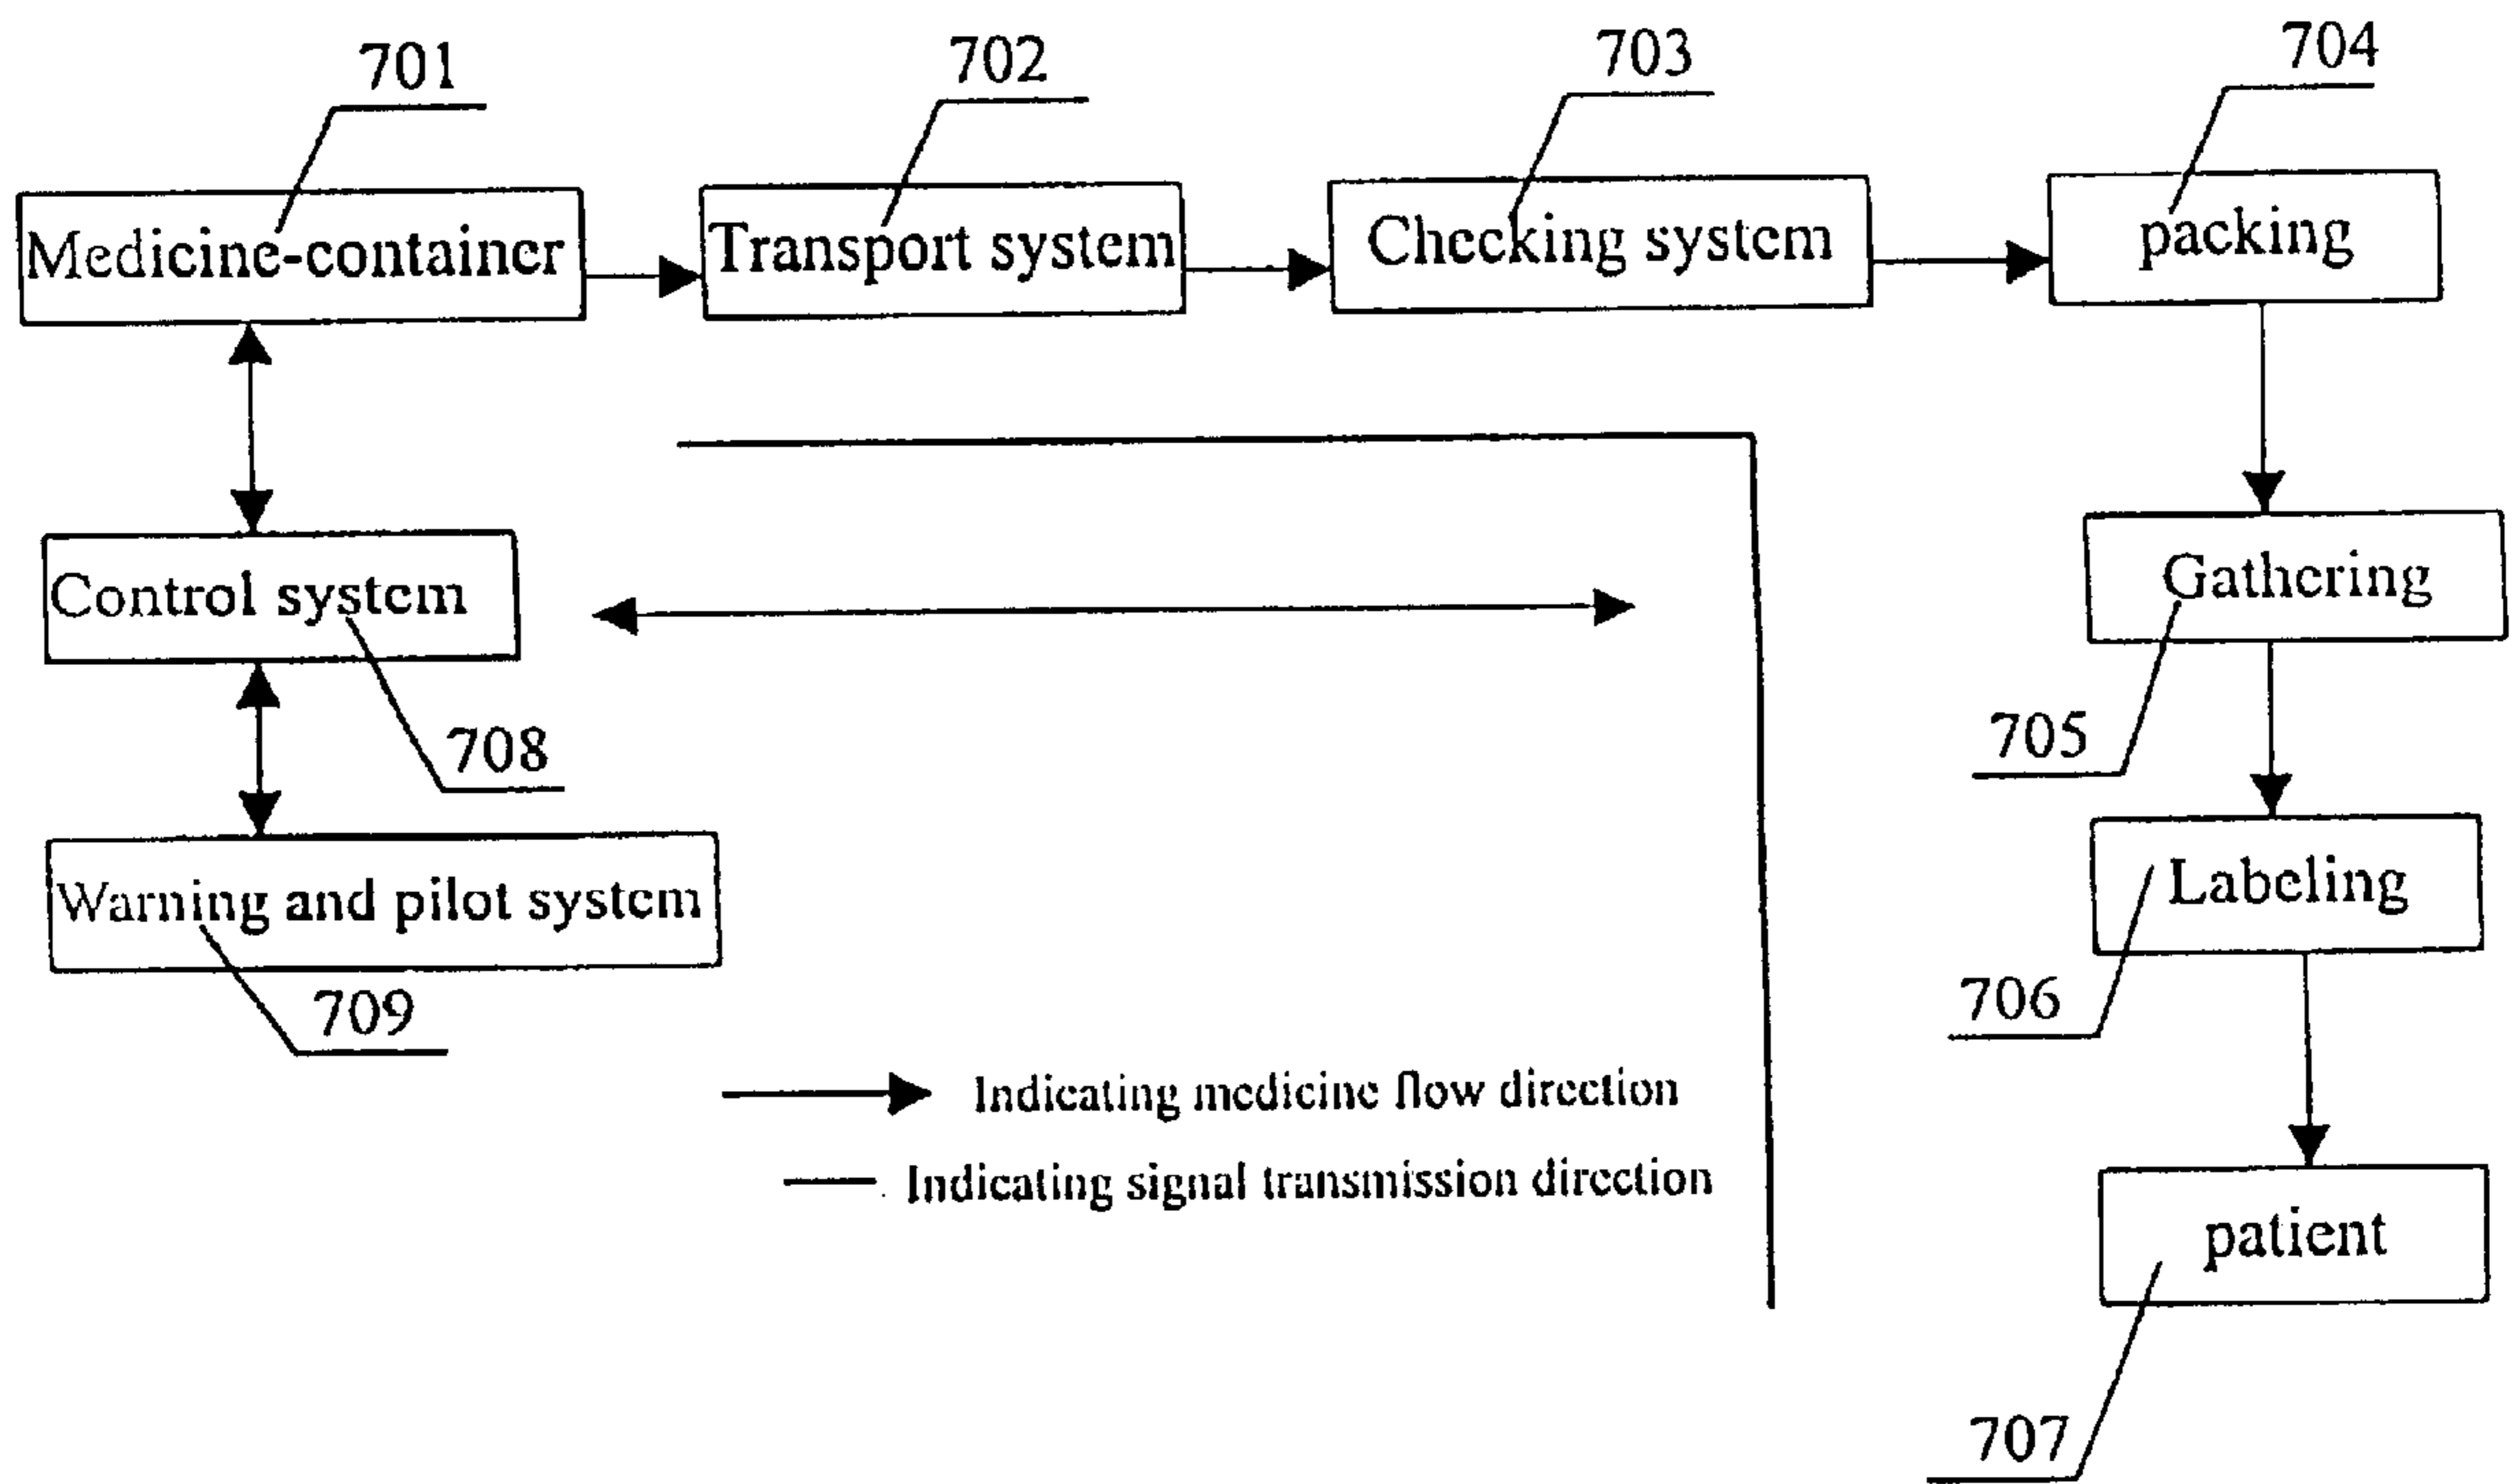 701
702
703
704
Medicine-container
Transport system
Checking system
packing
Control system
Gathering
708
705
Warning and pilot system
Labeling
709
706
Indicating medicine flow direction
Indicating signal transmission direction
patient
707